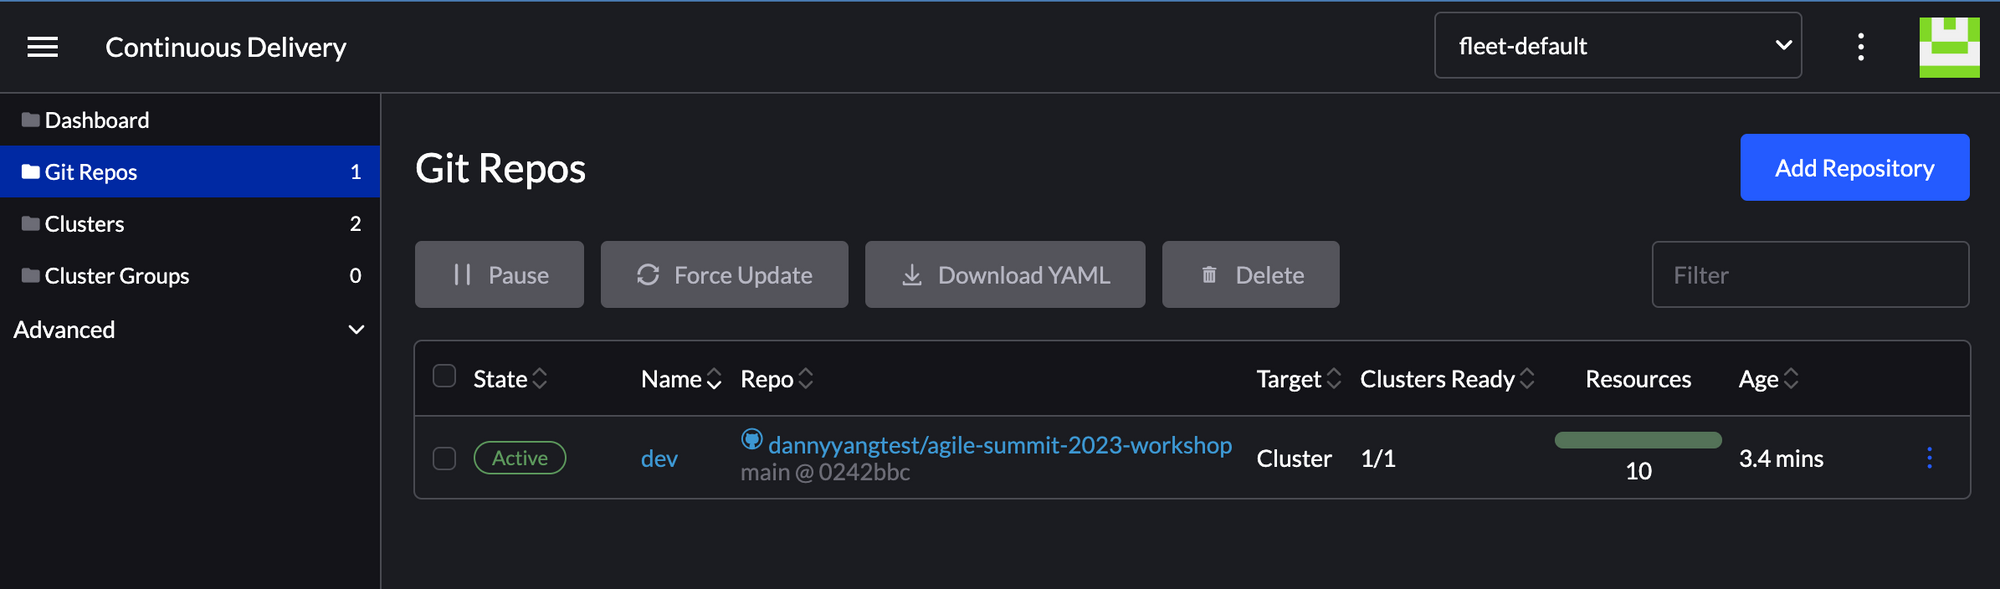 Continuous Delivery
fleet-default
Dashboard
Git Repos 1
Clusters 2
Cluster Groups 0
Advanced
Git Repos
Add Repository
Pause Force Update Download YAML Delete
Filter
State Name Repo Target Clusters Ready Resources Age
Active dev dannyyangtest/agile-summit-2023-workshop Cluster 1/1 3.4 mins
main @ 0242bbc
10